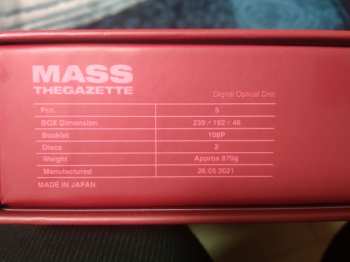 MASS
THEGAZETTE
Digital Optical Disc
Pcs. 5
BOX Dimension 239 × 192 × 46
Booklet 108P
Discs 2
Weight Approx 870g
Manufactured 26.05.2021
MADE IN JAPAN